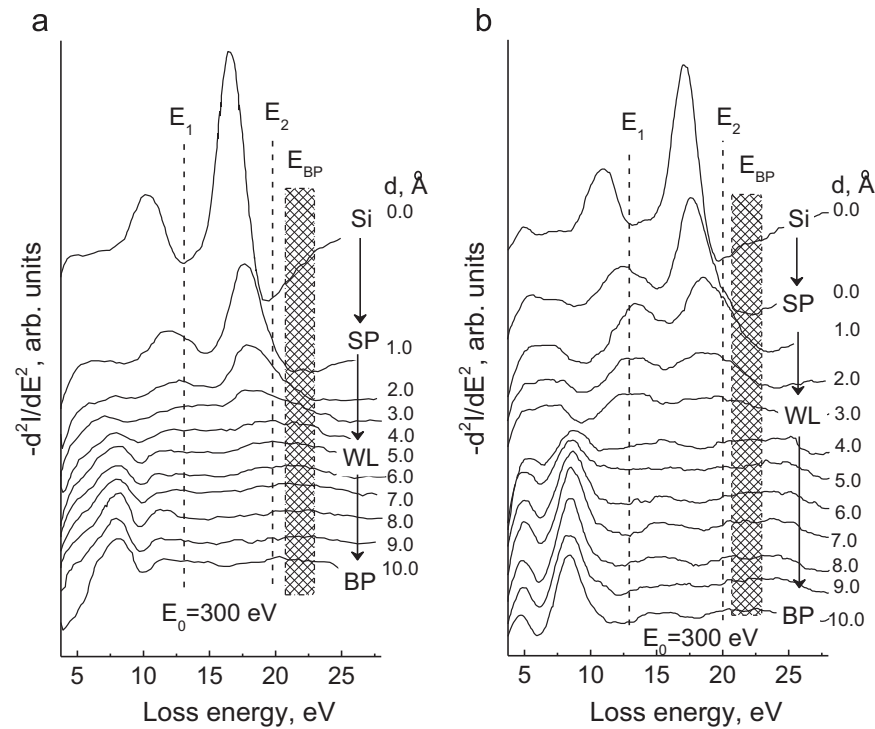 a
-d²I/dE², arb. units
E₁
E₂
E_BP
d, Å
Si
0.0
SP
1.0
2.0
3.0
4.0
WL
5.0
6.0
7.0
8.0
9.0
BP
10.0
E₀=300 eV
5 10 15 20 25
Loss energy, eV
b
-d²I/dE², arb. units
E₁
E₂
E_BP
d, Å
Si
0.0
0.0
SP
1.0
2.0
WL
3.0
4.0
5.0
6.0
7.0
8.0
9.0
BP
10.0
E₀=300 eV
5 10 15 20 25
Loss energy, eV